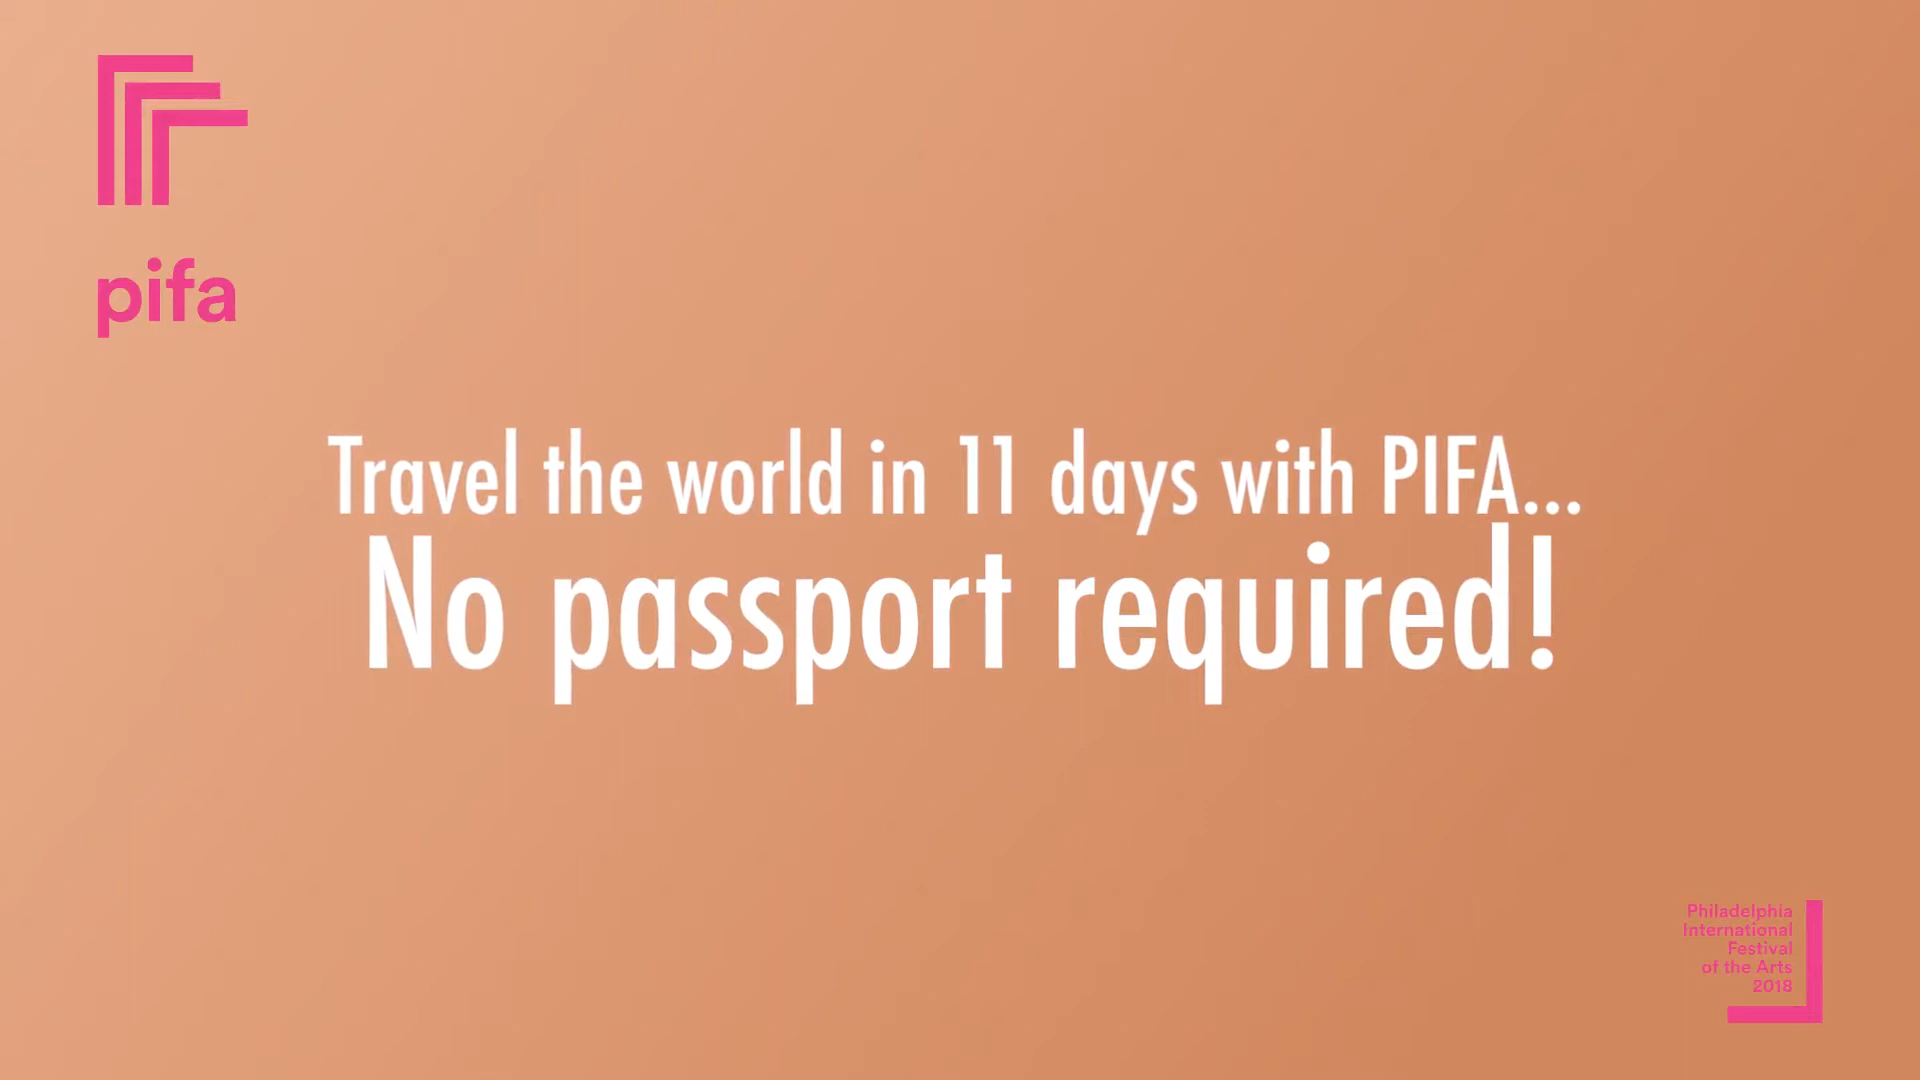 pifa
Travel the world in 11 days with PIFA...
No passport required!
Philadelphia
International
Festival
of the Arts
2018